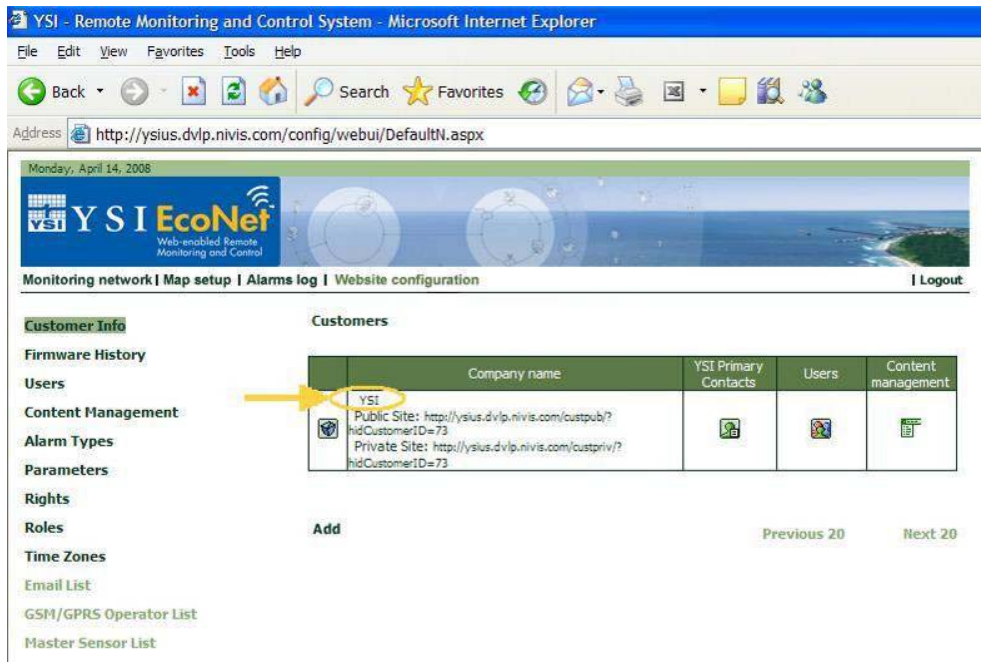 YSI - Remote Monitoring and Control System - Microsoft Internet Explorer
File Edit View Favorites Tools Help
Back Search Favorites
Address http://ysius.dvlp.nivis.com/config/webui/DefaultN.aspx
Monday, April 14, 2008
YSI YSI EcoNet
Web-enabled Remote
Monitoring and Control
Monitoring network | Map setup | Alarms log | Website configuration | Logout
Customer Info
Firmware History
Users
Content Management
Alarm Types
Parameters
Rights
Roles
Time Zones
Email List
GSM/GPRS Operator List
Master Sensor List
Customers
Company name
YSI Primary
Contacts
Users
Content
management
YSI
Public Site: http://ysius.dvlp.nivis.com/custpub/?
hidCustomerID=73
Private Site: http://ysius.dvlp.nivis.com/custpriv/?
hidCustomerID=73
Add
Previous 20 Next 20